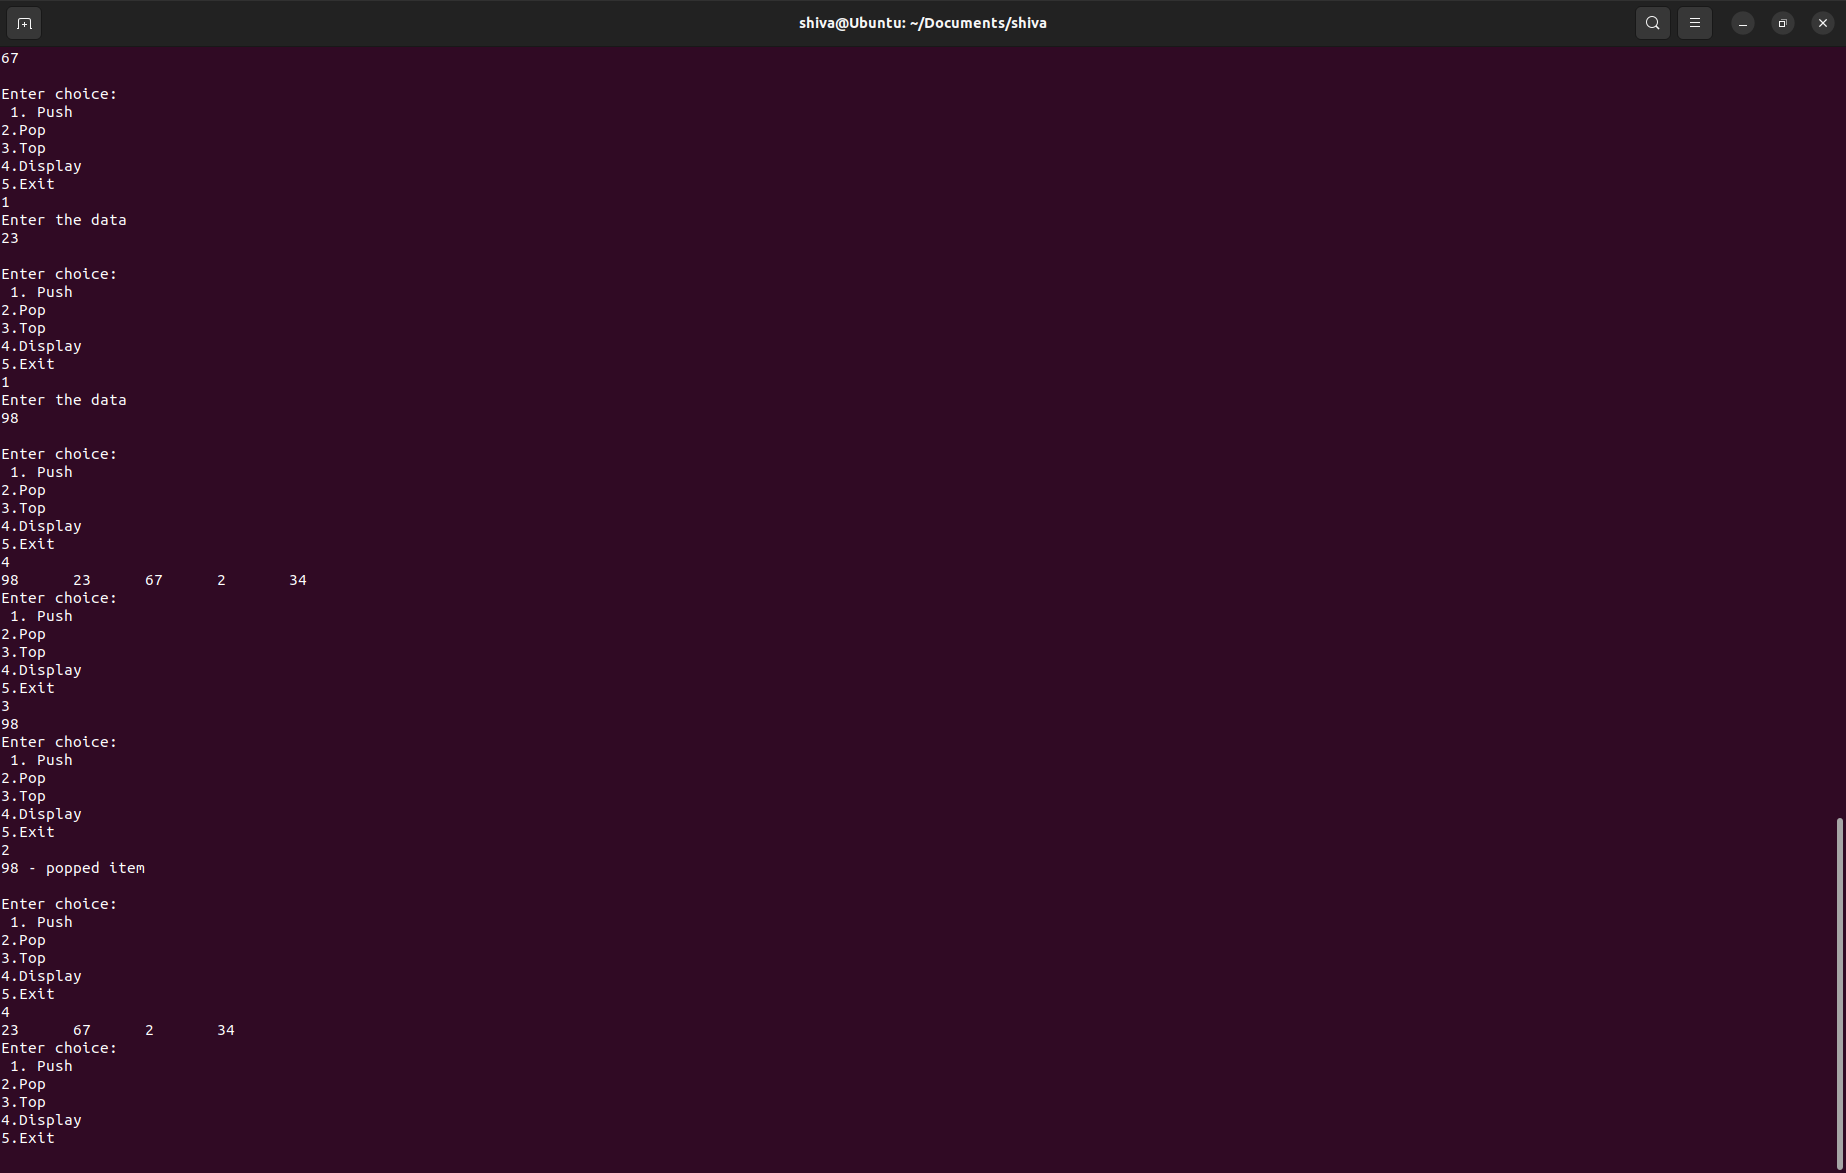 shiva@Ubuntu: ~/Documents/shiva
67
Enter choice:
 1. Push
2.Pop
3.Top
4.Display
5.Exit
1
Enter the data
23
Enter choice:
 1. Push
2.Pop
3.Top
4.Display
5.Exit
1
Enter the data
98
Enter choice:
 1. Push
2.Pop
3.Top
4.Display
5.Exit
4
98      23      67      2       34
Enter choice:
 1. Push
2.Pop
3.Top
4.Display
5.Exit
3
98
Enter choice:
 1. Push
2.Pop
3.Top
4.Display
5.Exit
2
98 - popped item
Enter choice:
 1. Push
2.Pop
3.Top
4.Display
5.Exit
4
23      67      2       34
Enter choice:
 1. Push
2.Pop
3.Top
4.Display
5.Exit